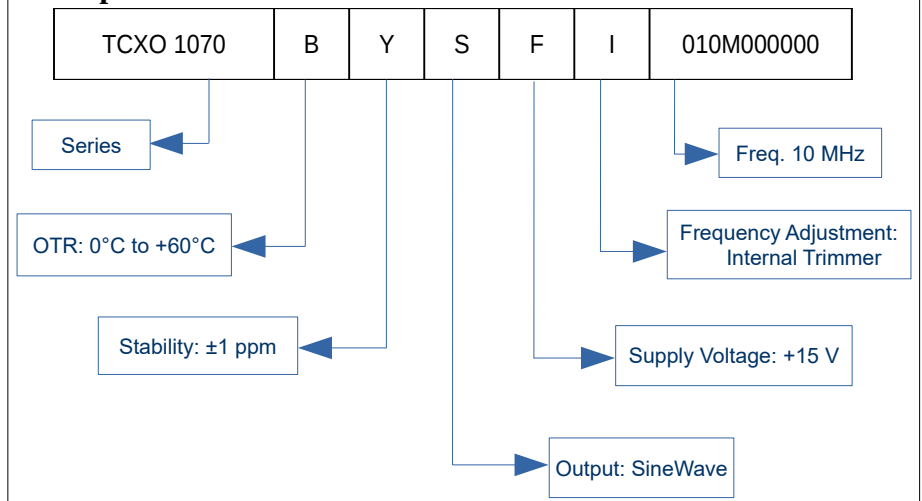 TCXO 1070 B Y S F I 010M000000
Series
Freq. 10 MHz
OTR: 0°C to +60°C
Frequency Adjustment:
Internal Trimmer
Stability: ±1 ppm
Supply Voltage: +15 V
Output: SineWave